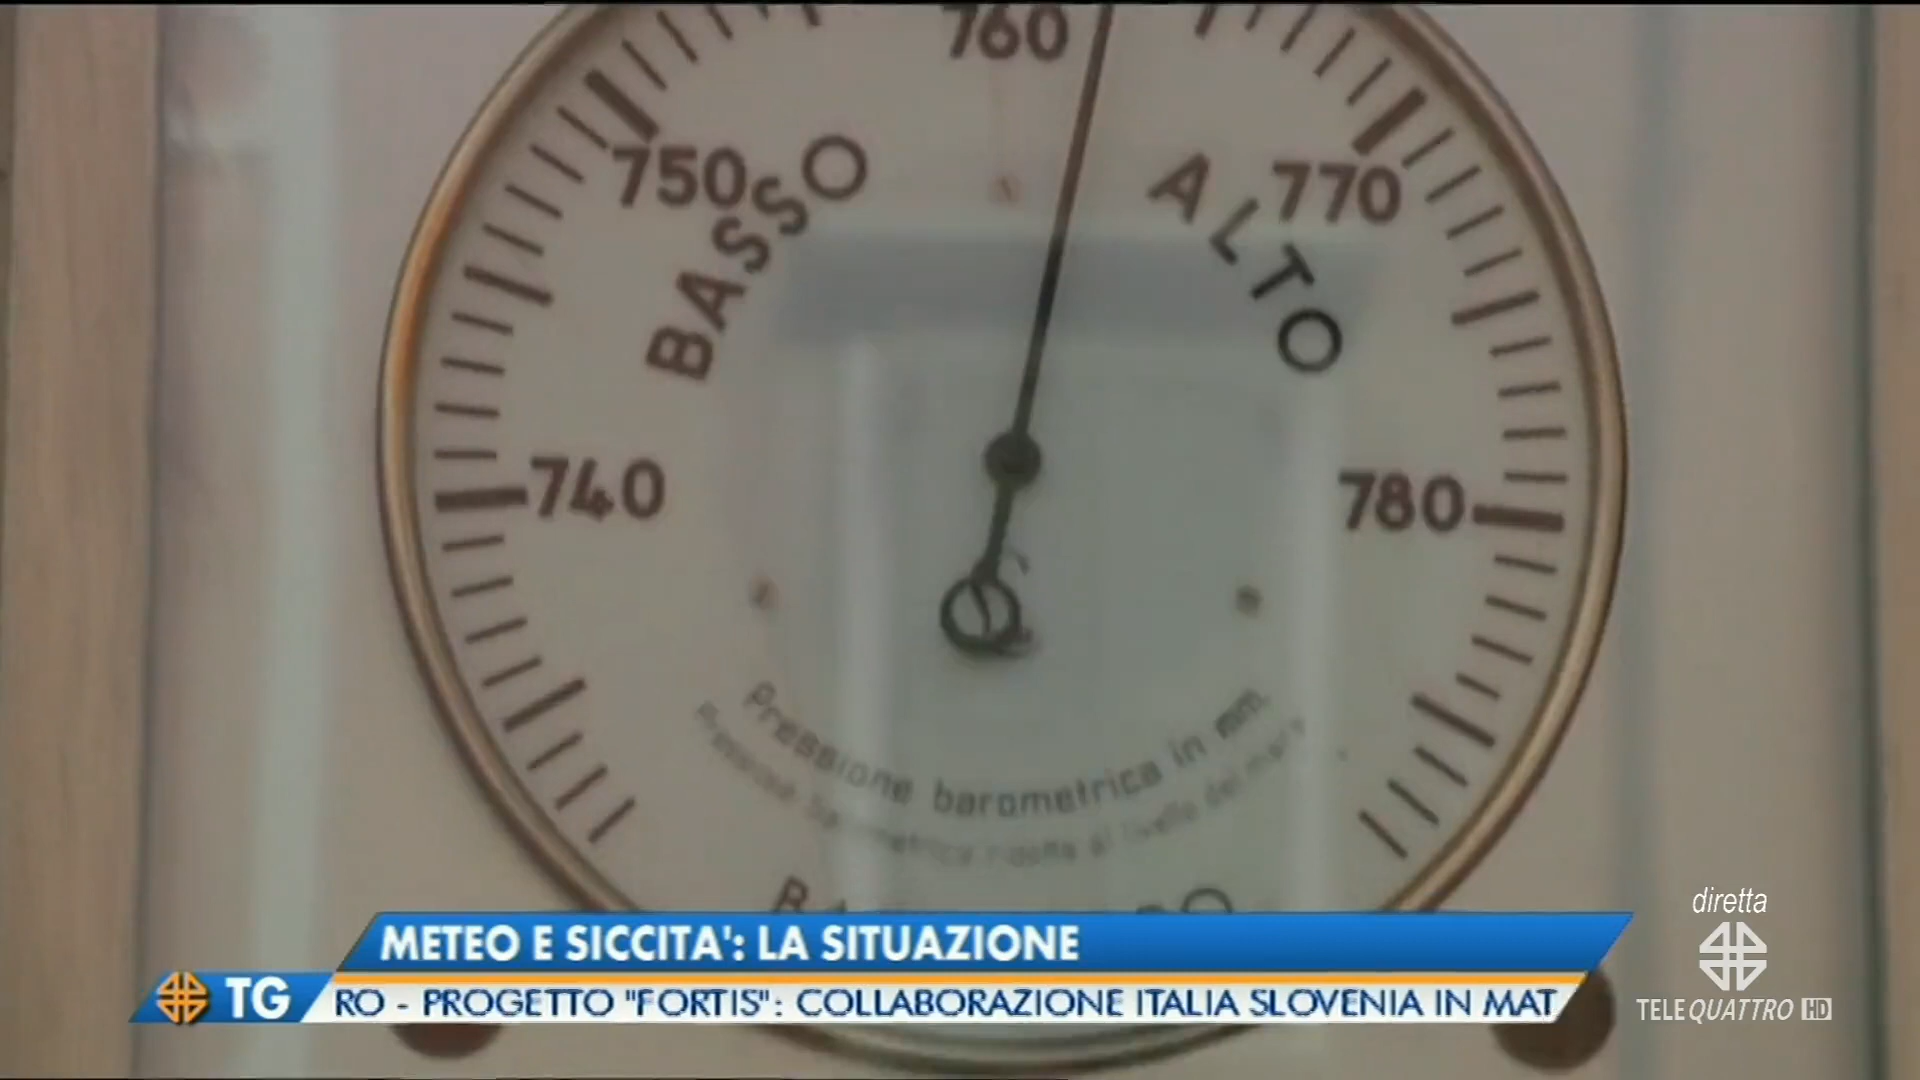 760
750
770
BASSO
ALTO
740
780
Pressione barometrica in mm.
METEO E SICCITA': LA SITUAZIONE
TG
RO - PROGETTO "FORTIS": COLLABORAZIONE ITALIA SLOVENIA IN MAT
diretta
TELEQUATTRO HD